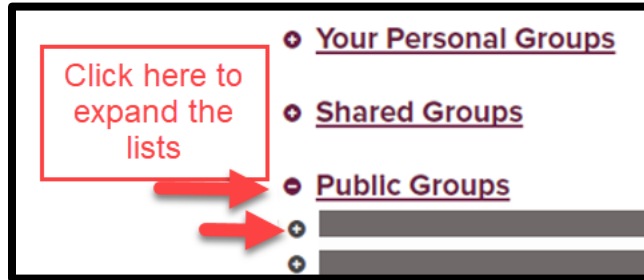 Your Personal Groups
Click here to
expand the
lists
Shared Groups
Public Groups